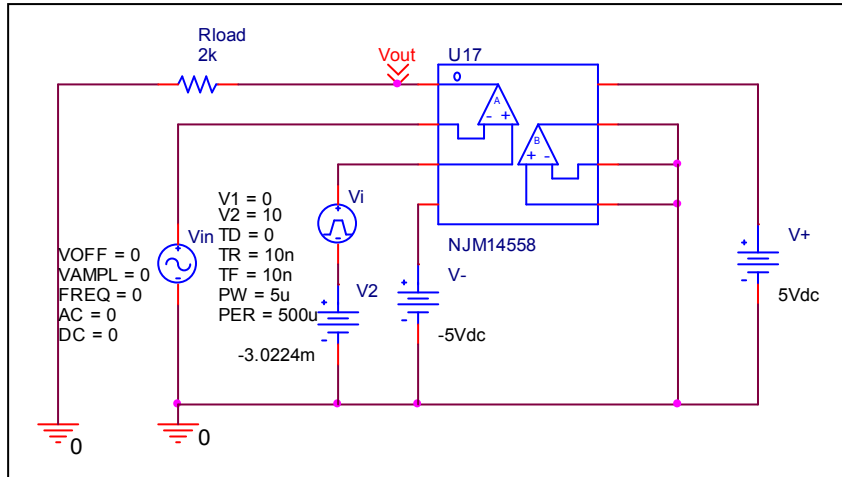 Rload
2k
Vout
U17
0
A
- +
B
+ -
NJM14558
V1 = 0
V2 = 10
TD = 0
TR = 10n
TF = 10n
PW = 5u
PER = 500u
Vi
+
-
Vin
+
-
VOFF = 0
VAMPL = 0
FREQ = 0
AC = 0
DC = 0
V2
+
-
-3.0224m
V-
+
-
-5Vdc
V+
+
-
5Vdc
0
0